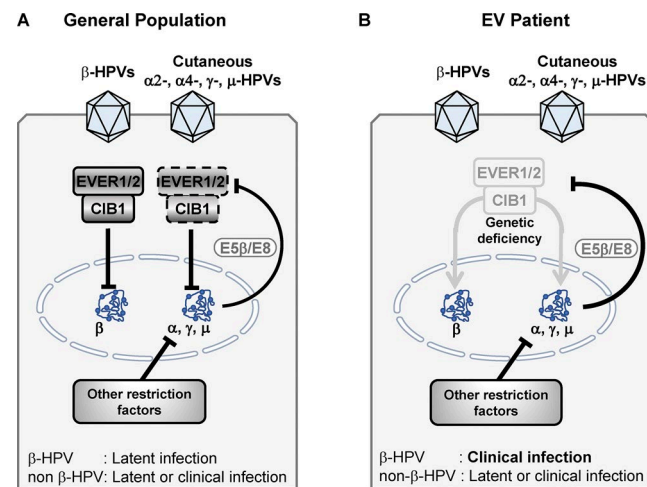 A General Population
β-HPVs
Cutaneous
α2-, α4-, γ-, μ-HPVs
EVER1/2
CIB1
EVER1/2
CIB1
E5β/E8
β
α, γ, μ
Other restriction
factors
β-HPV : Latent infection
non β-HPV: Latent or clinical infection
B EV Patient
β-HPVs
Cutaneous
α2-, α4-, γ-, μ-HPVs
EVER1/2
CIB1
Genetic
deficiency
E5β/E8
β
α, γ, μ
Other restriction
factors
β-HPV : Clinical infection
non-β-HPV : Latent or clinical infection